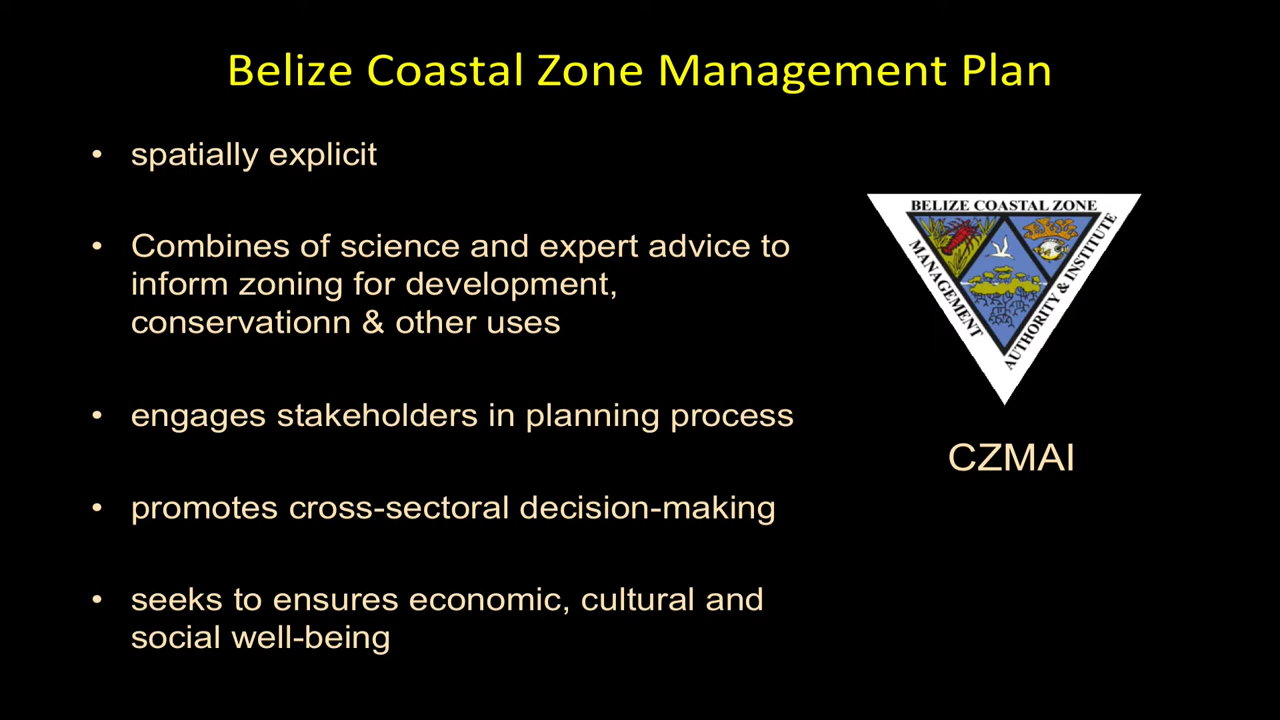 Belize Coastal Zone Management Plan
• spatially explicit
• Combines of science and expert advice to
inform zoning for development,
conservationn & other uses
• engages stakeholders in planning process
• promotes cross-sectoral decision-making
• seeks to ensures economic, cultural and
social well-being
BELIZE COASTAL ZONE
MANAGEMENT
AUTHORITY & INSTITUTE
CZMAI